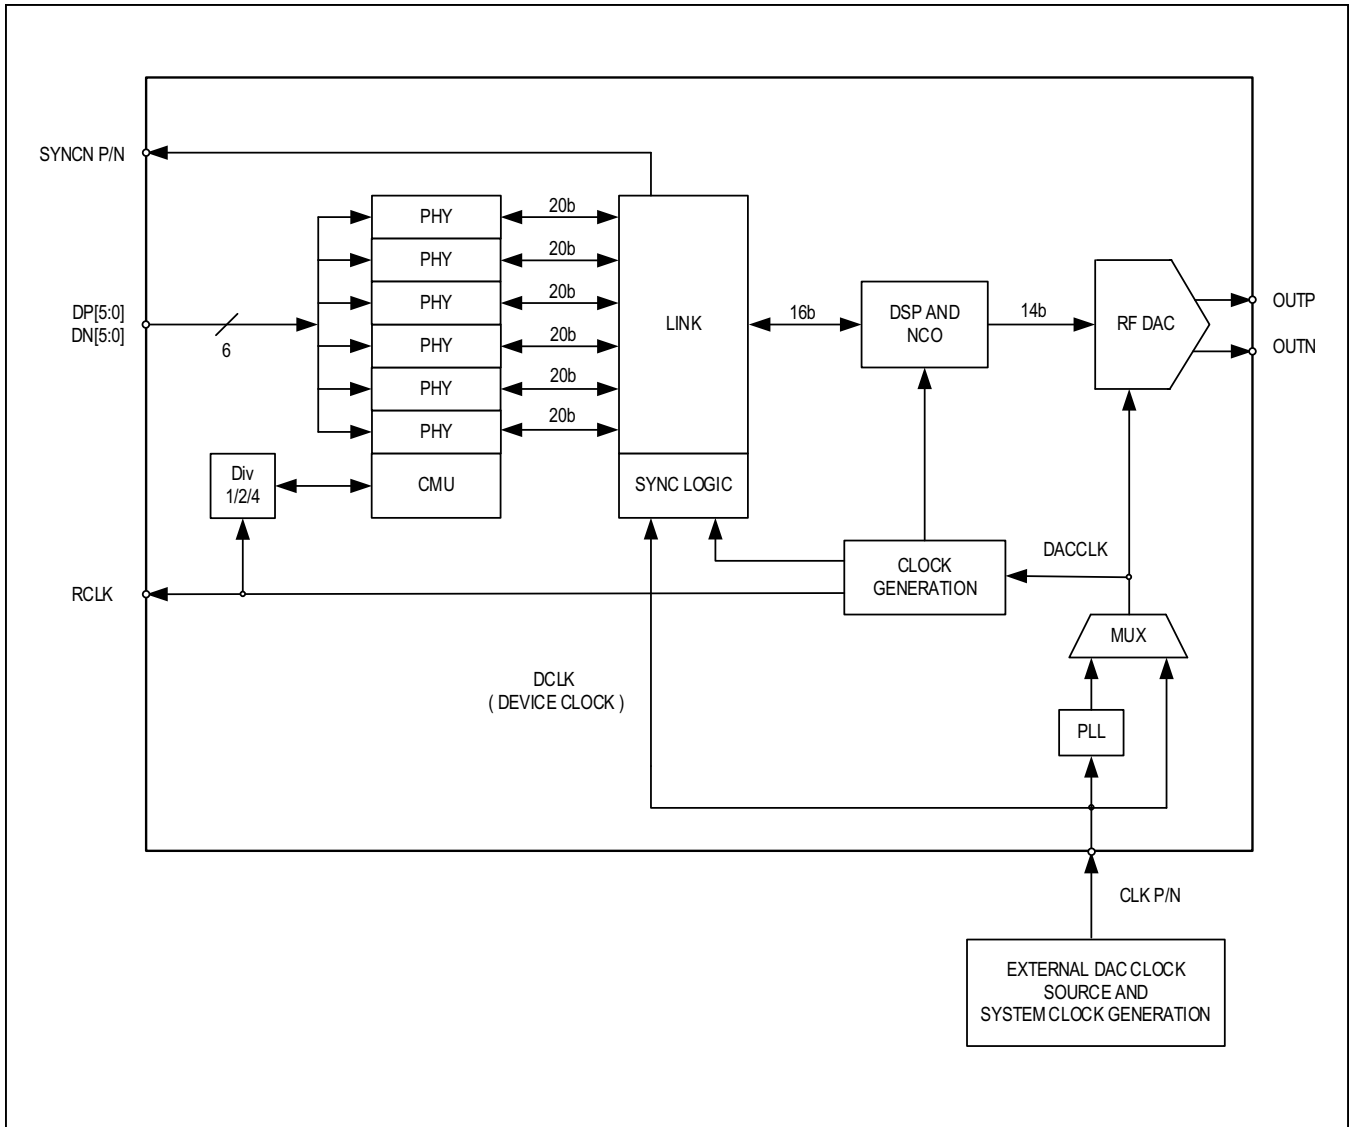 SYNCN P/N
PHY
20b
PHY
20b
PHY
20b
PHY
20b
PHY
20b
PHY
20b
DP[5:0]
DN[5:0]
6
LINK
16b
DSP AND
NCO
14b
RF DAC
OUTP
OUTN
Div
1/2/4
CMU
SYNC LOGIC
RCLK
CLOCK
GENERATION
DACCLK
MUX
DCLK
( DEVICE CLOCK )
PLL
CLK P/N
EXTERNAL DAC CLOCK
SOURCE AND
SYSTEM CLOCK GENERATION